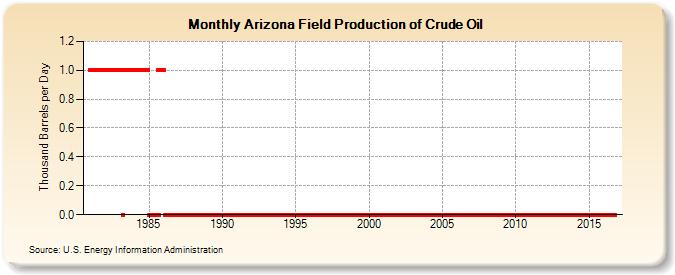 Monthly Arizona Field Production of Crude Oil
Thousand Barrels per Day
1.2
1.0
0.8
0.6
0.4
0.2
0.0
1985 1990 1995 2000 2005 2010 2015
Source: U.S. Energy Information Administration